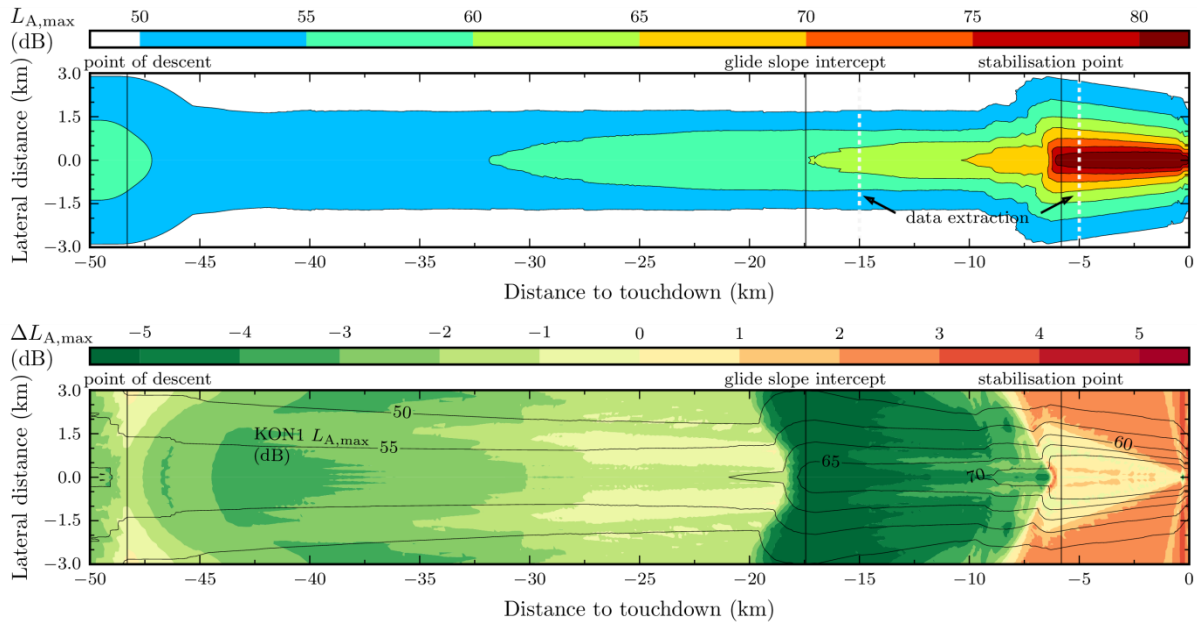 L_A,max
(dB)
50 55 60 65 70 75 80
point of descent glide slope intercept stabilisation point
Lateral distance (km)
3.0
1.5
0.0
−1.5
−3.0
data extraction
−50 −45 −40 −35 −30 −25 −20 −15 −10 −5 0
Distance to touchdown (km)
ΔL_A,max
(dB)
−5 −4 −3 −2 −1 0 1 2 3 4 5
point of descent glide slope intercept stabilisation point
Lateral distance (km)
3.0
1.5
0.0
−1.5
−3.0
50
60
KON1 L_A,max
(dB)
55
65
70
−50 −45 −40 −35 −30 −25 −20 −15 −10 −5 0
Distance to touchdown (km)